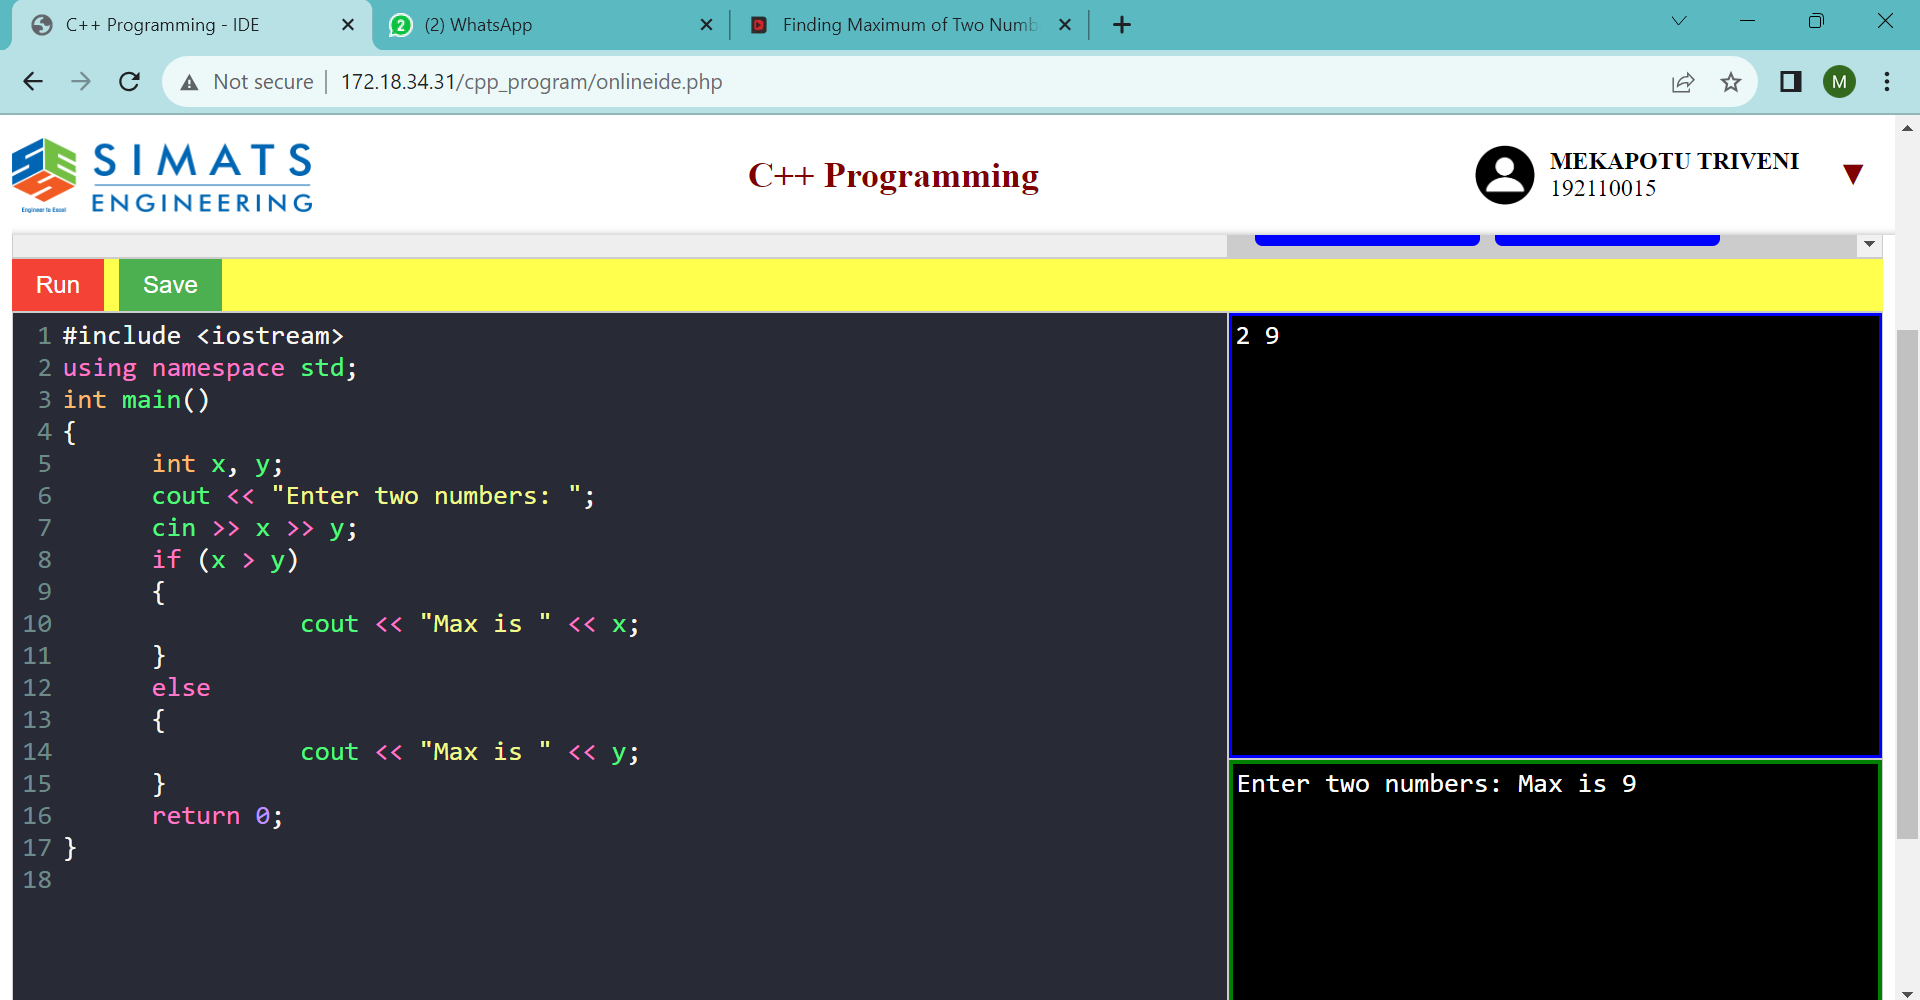 C++ Programming - IDE
2
(2) WhatsApp
Finding Maximum of Two Numb
Not secure
172.18.34.31/cpp_program/onlineide.php
M
SIMATS
ENGINEERING
Engineer to Excel
C++ Programming
MEKAPOTU TRIVENI
192110015
Run
Save
1 #include <iostream>
2 using namespace std;
3 int main()
4 {
5       int x, y;
6       cout << "Enter two numbers: ";
7       cin >> x >> y;
8       if (x > y)
9       {
10                 cout << "Max is " << x;
11       }
12       else
13       {
14                 cout << "Max is " << y;
15       }
16       return 0;
17 }
18
2 9
Enter two numbers: Max is 9